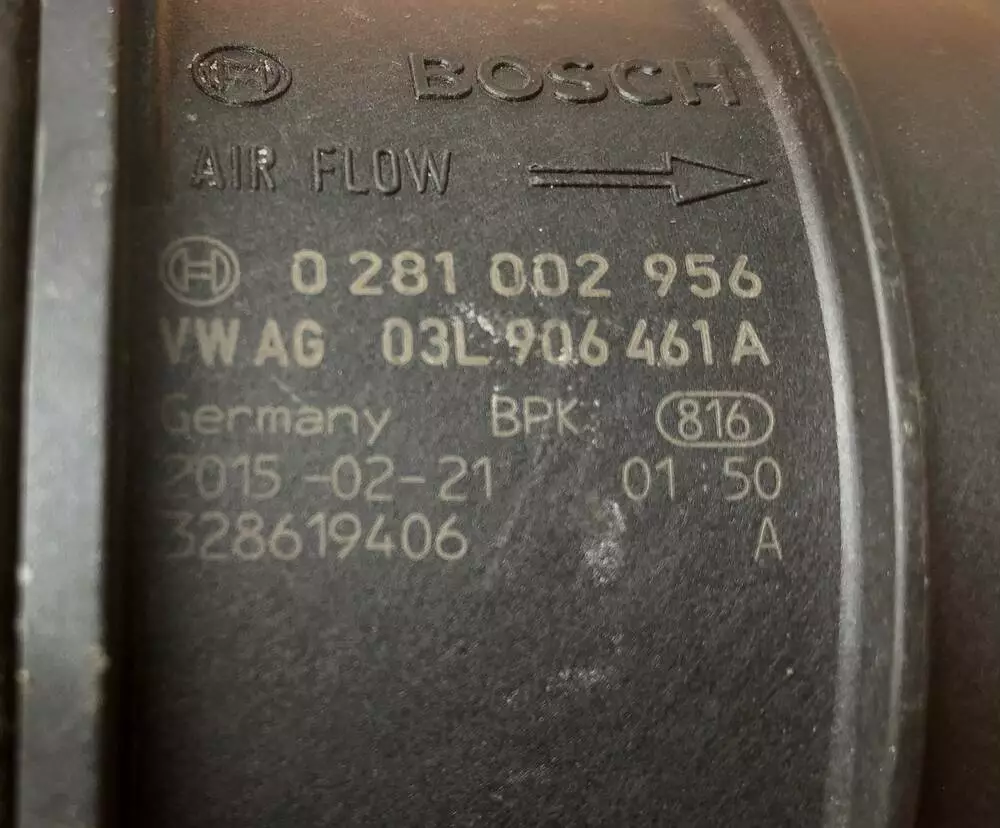 BOSCH
AIR FLOW
0 281 002 956
VW AG 03L 906 461 A
Germany BPK 816
2015-02-21 01 50
328619406 A